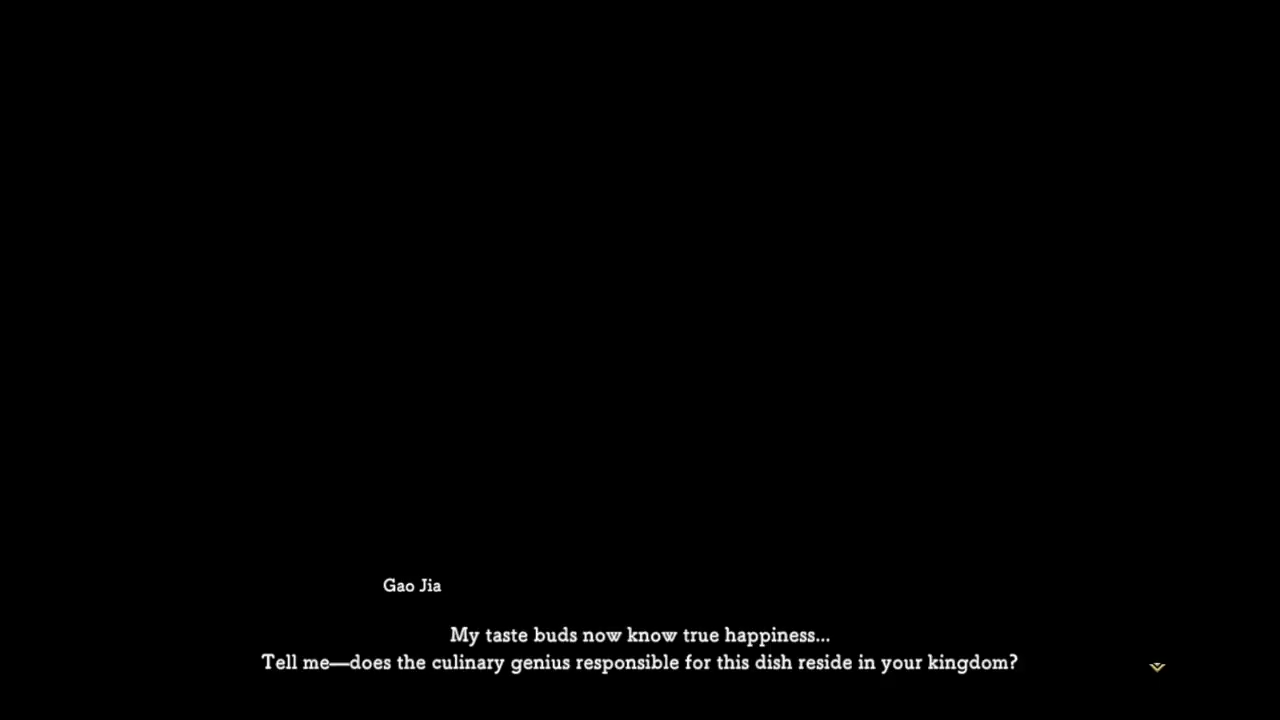 Gao Jia
My taste buds now know true happiness...
Tell me—does the culinary genius responsible for this dish reside in your kingdom?